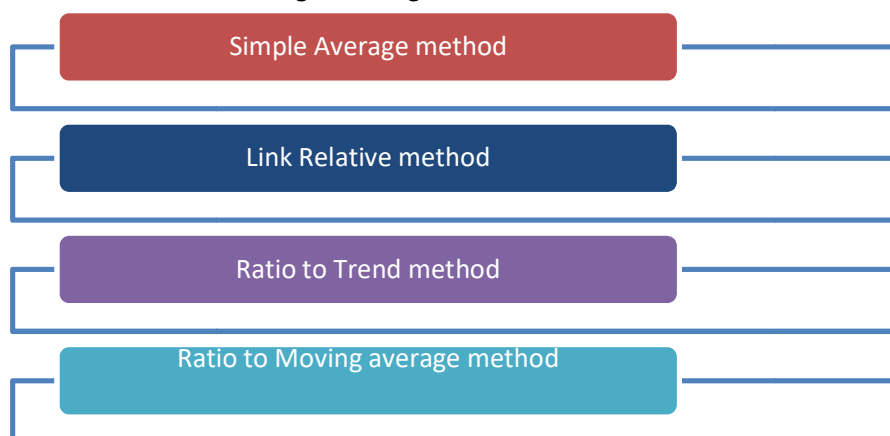 Simple Average method
Link Relative method
Ratio to Trend method
Ratio to Moving average method